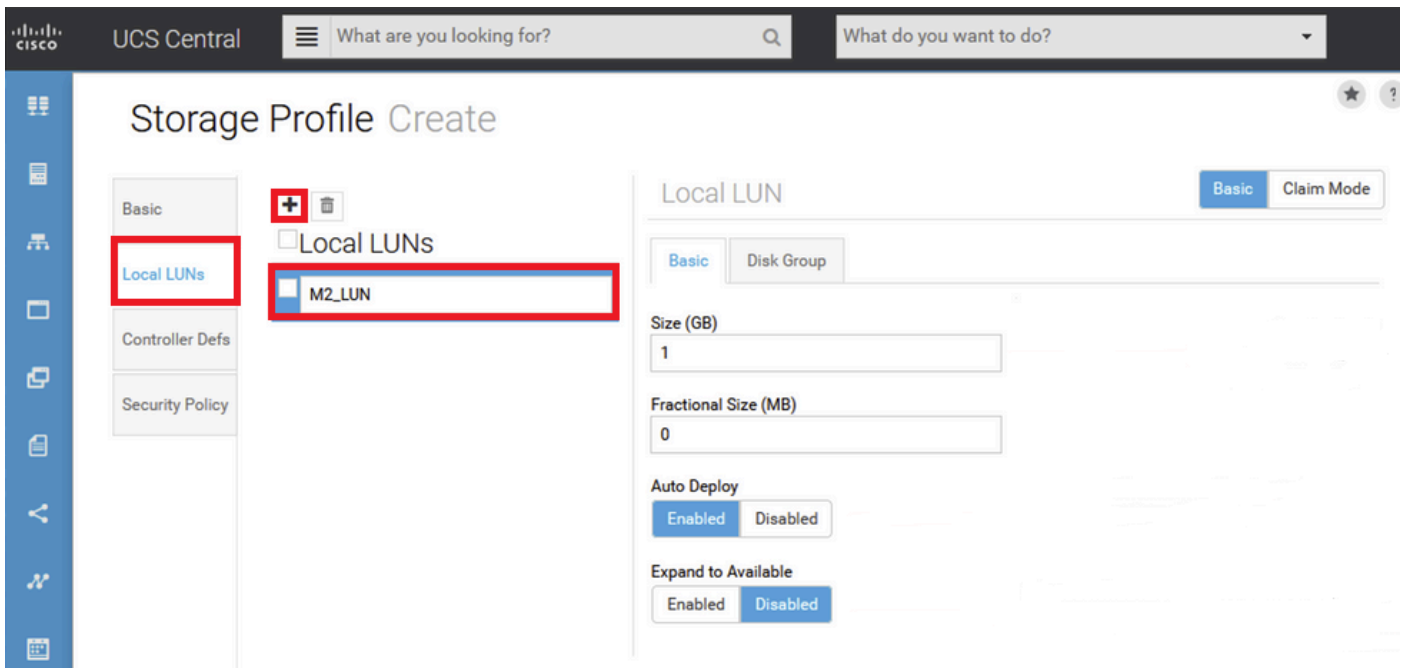 CISCO UCS Central What are you looking for? What do you want to do?
Storage Profile Create
?
Basic
Local LUNs
Controller Defs
Security Policy
+
Local LUNs
M2_LUN
Local LUN
Basic Claim Mode
Basic Disk Group
Size (GB)
1
Fractional Size (MB)
0
Auto Deploy
Enabled Disabled
Expand to Available
Enabled Disabled